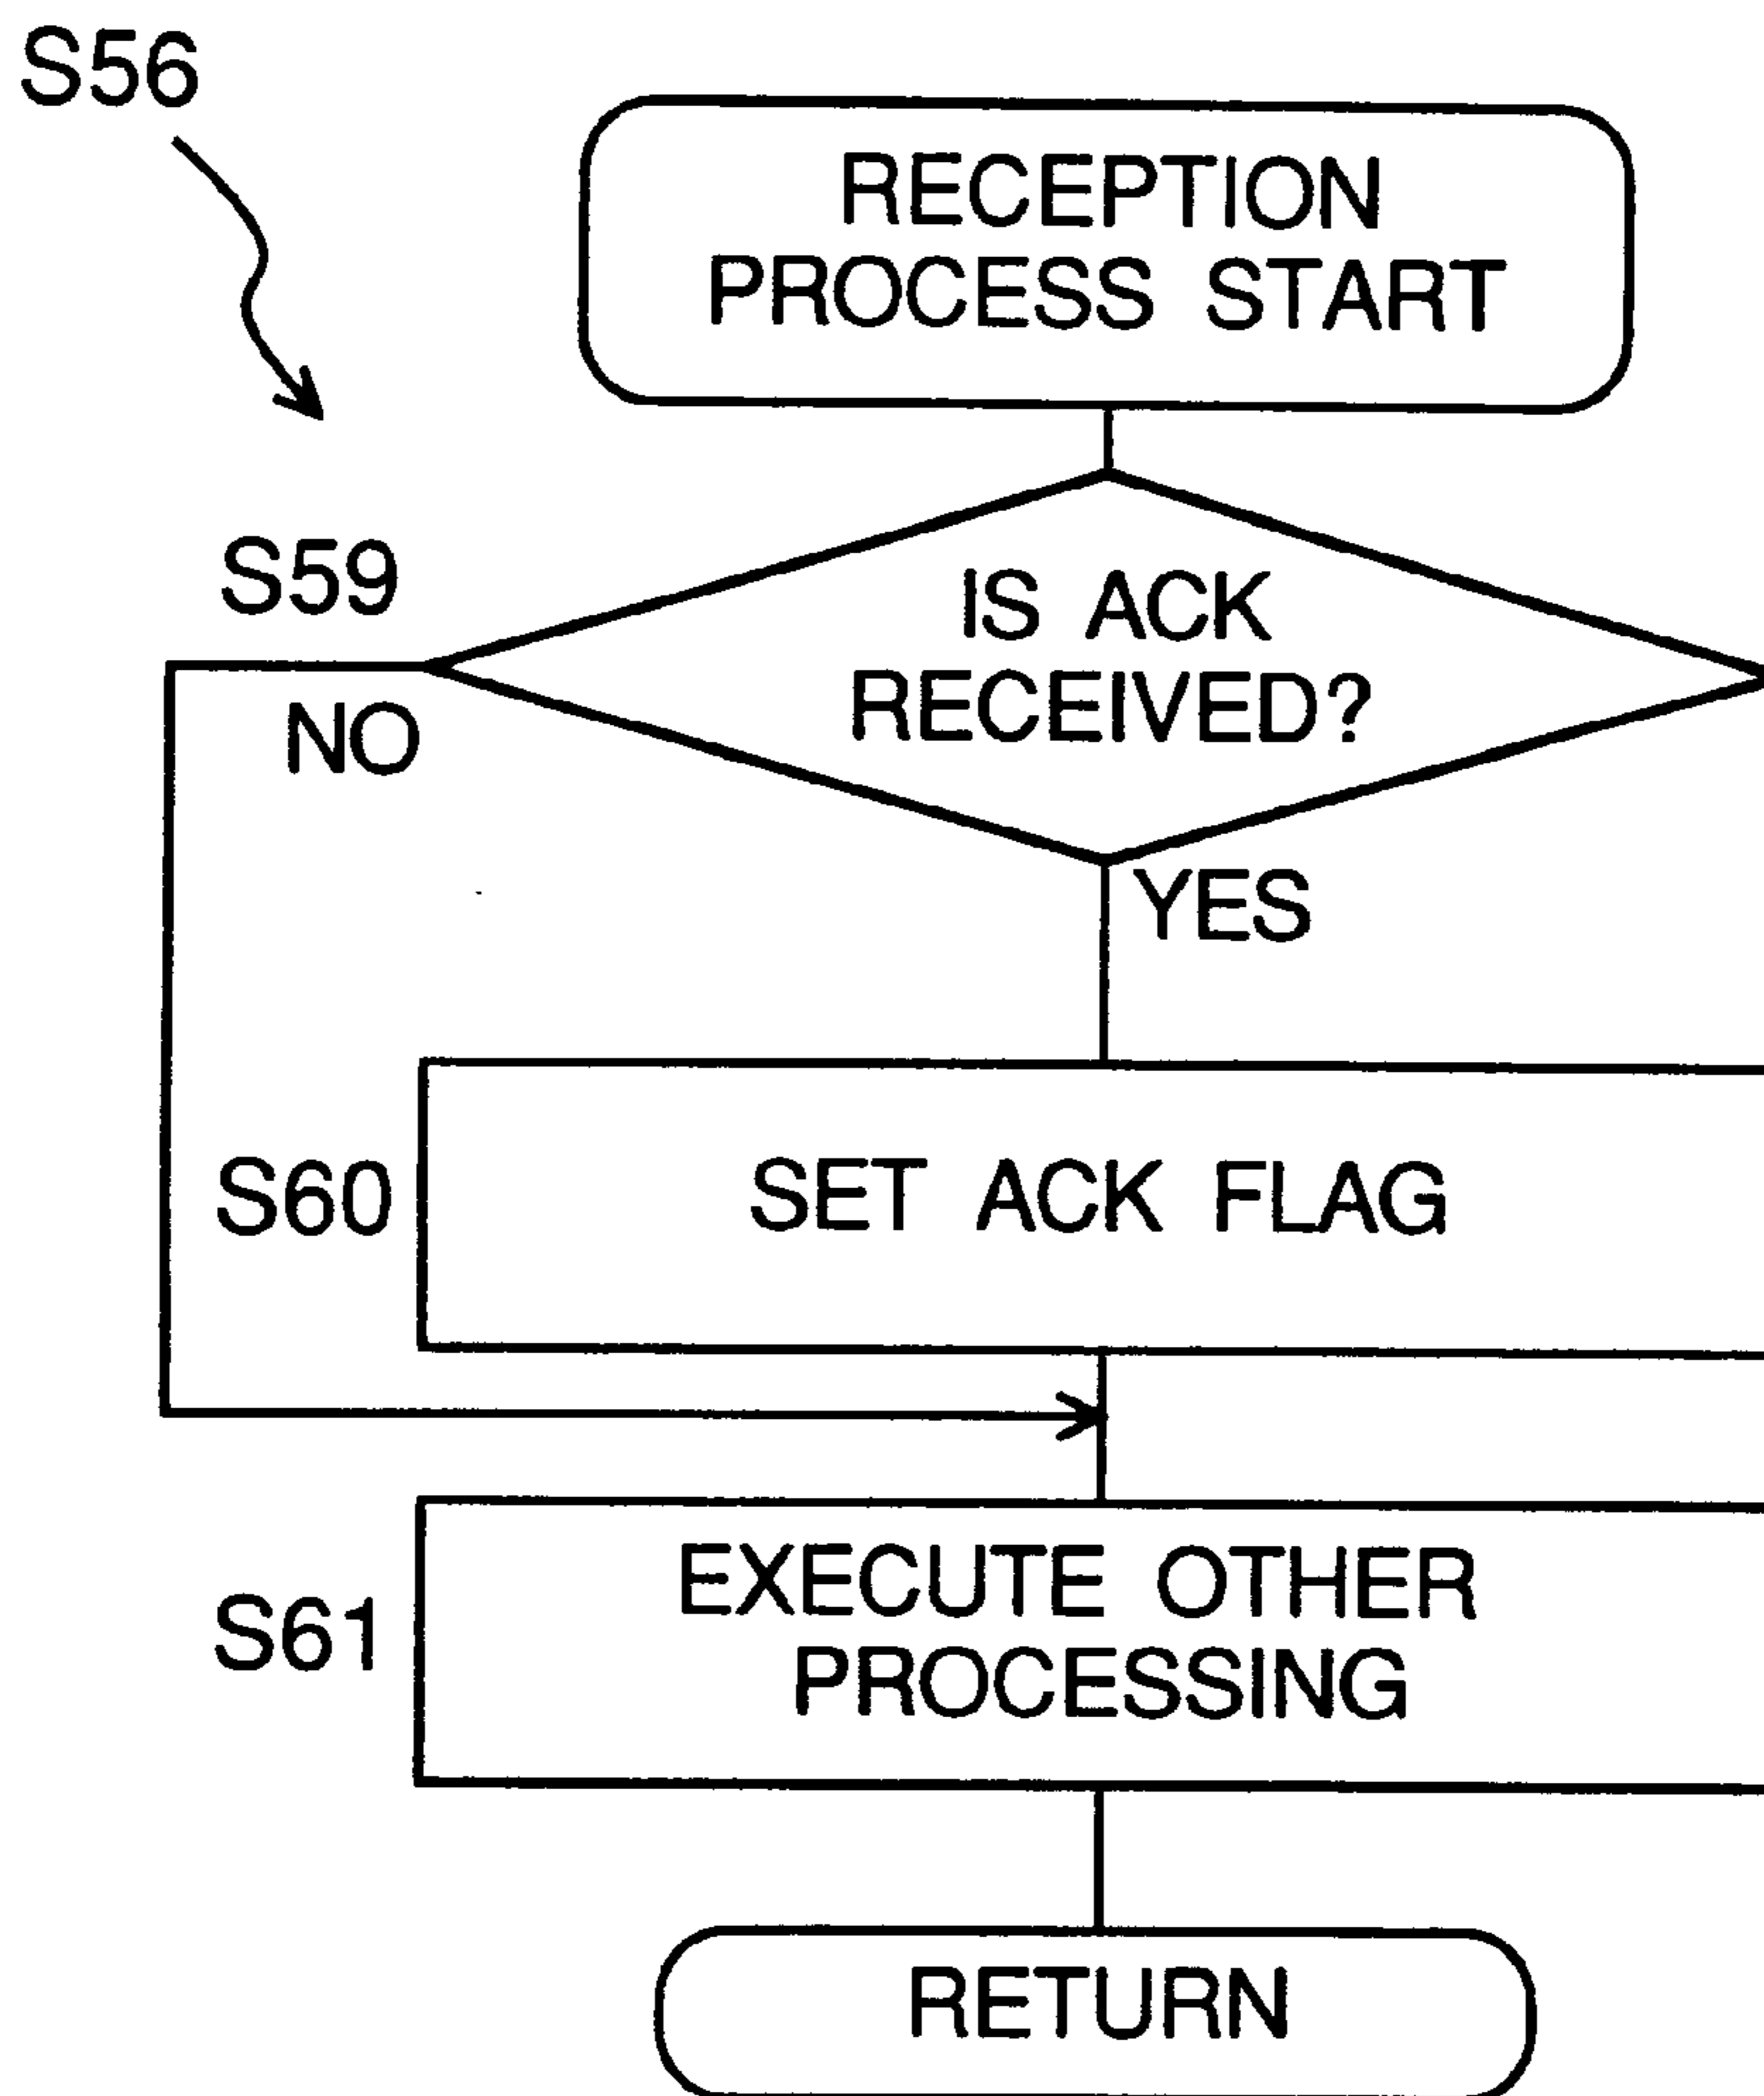 S56
RECEPTION
PROCESS START
S59
IS ACK
RECEIVED?
NO
YES
S60
SET ACK FLAG
S61
EXECUTE OTHER
PROCESSING
RETURN